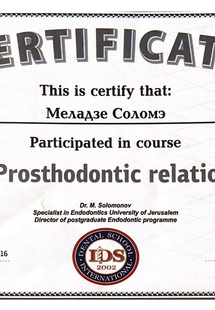 ERTIFICAT
This is certify that:
Меладзе Соломэ
Participated in course
Prosthodontic relatio
Dr. M. Solomonov
Specialist in Endodontics University of Jerusalem
Director of postgraduate Endodontic programme
16
DENTAL SCHOOL
IDS
2002
INTERNATIONAL